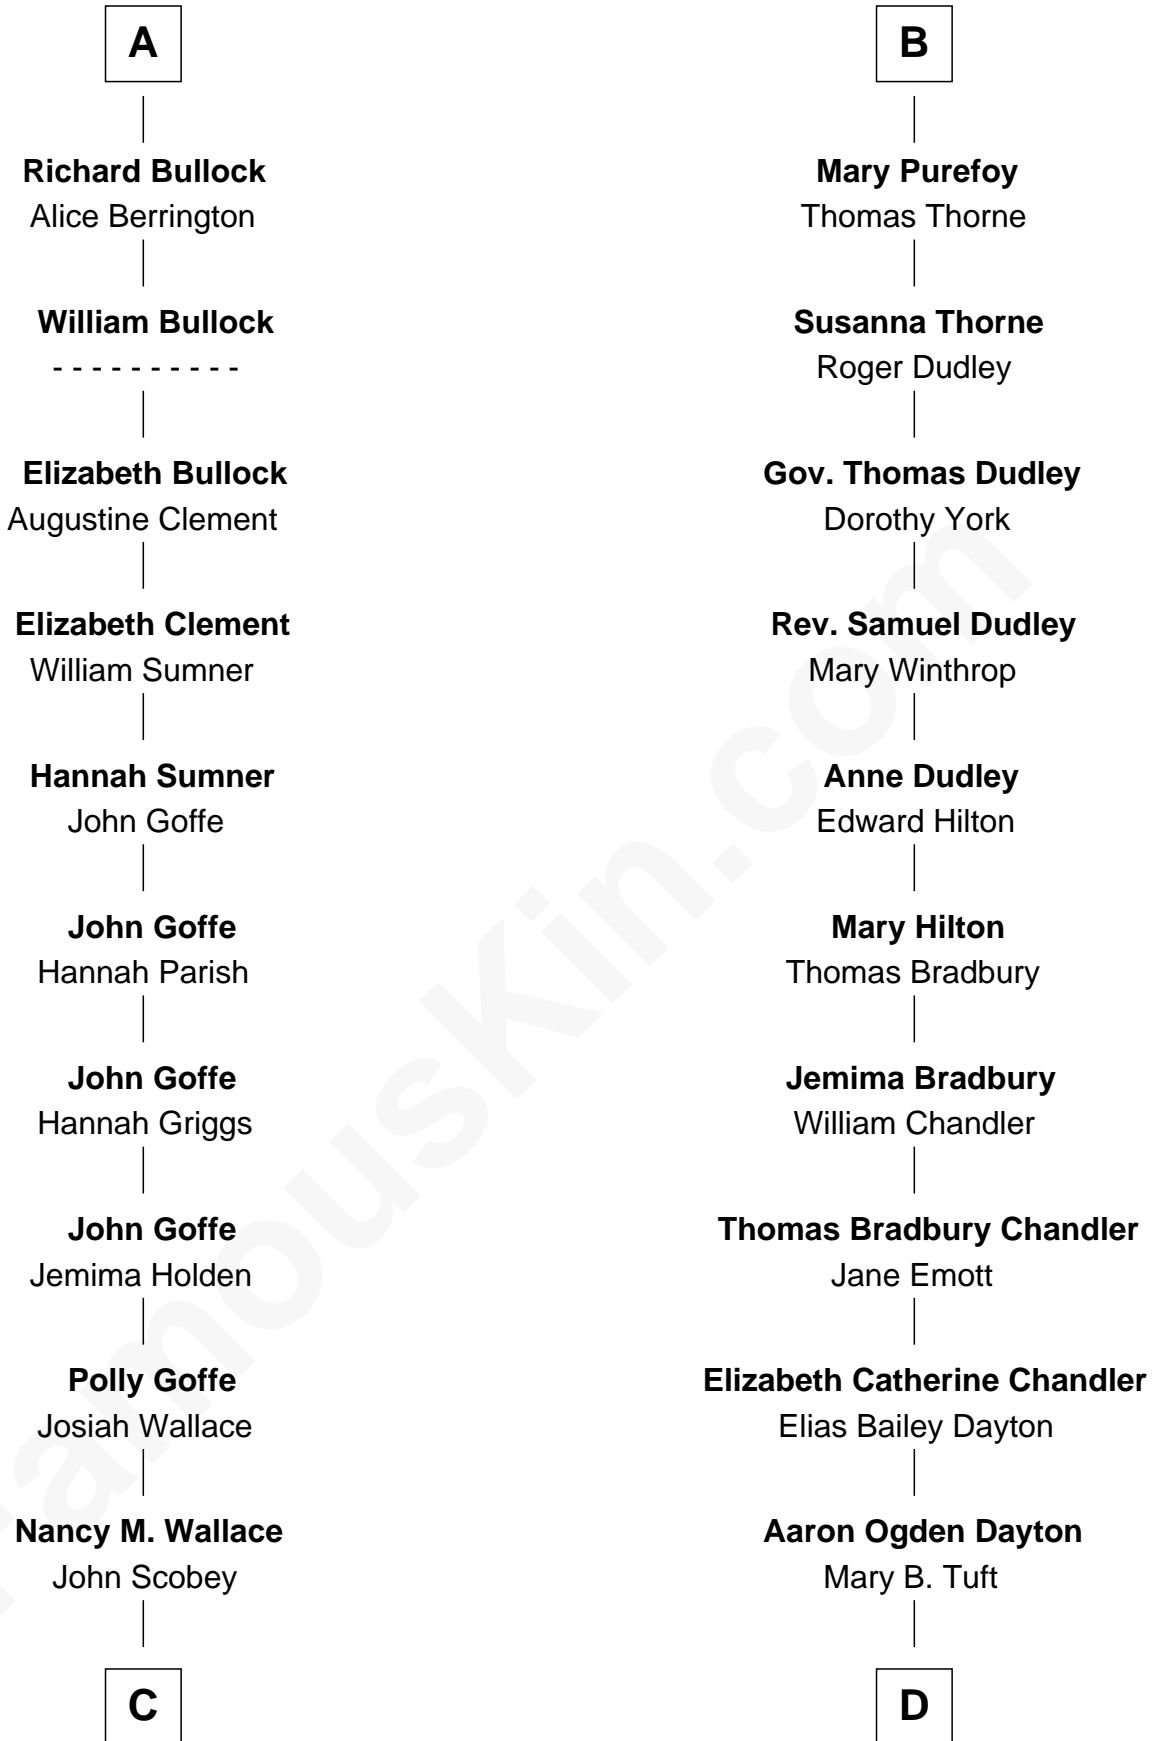 A
Richard Bullock
Alice Berrington
William Bullock
- - - - - - - - - -
Elizabeth Bullock
Augustine Clement
Elizabeth Clement
William Sumner
Hannah Sumner
John Goffe
John Goffe
Hannah Parish
John Goffe
Hannah Griggs
John Goffe
Jemima Holden
Polly Goffe
Josiah Wallace
Nancy M. Wallace
John Scobey
C
B
Mary Purefoy
Thomas Thorne
Susanna Thorne
Roger Dudley
Gov. Thomas Dudley
Dorothy York
Rev. Samuel Dudley
Mary Winthrop
Anne Dudley
Edward Hilton
Mary Hilton
Thomas Bradbury
Jemima Bradbury
William Chandler
Thomas Bradbury Chandler
Jane Emott
Elizabeth Catherine Chandler
Elias Bailey Dayton
Aaron Ogden Dayton
Mary B. Tuft
D
FamousKin.com